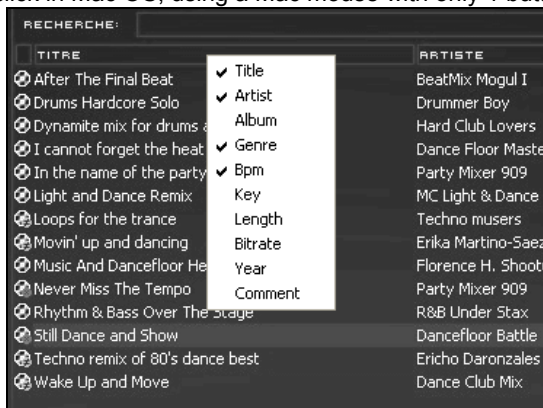 click in Mac OS, using a Mac mouse with only 1
RECHERCHE:
TITRE ARTISTE
After The Final Beat BeatMix Mogul I
Drums Hardcore Solo Drummer Boy
Dynamite mix for drums Hard Club Lovers
I cannot forget the heat Dance Floor Maste
In the name of the party Party Mixer 909
Light and Dance Remix MC Light & Dance
Loops for the trance Techno musers
Movin' up and dancing Erika Martino-Saez
Music And Dancefloor He Florence H. Shoot
Never Miss The Tempo Party Mixer 909
Rhythm & Bass Over The Stage R&B Under Stax
Still Dance and Show Dancefloor Battle
Techno remix of 80's dance best Ericho Daronzales
Wake Up and Move Dance Club Mix
Title
Artist
Album
Genre
Bpm
Key
Length
Bitrate
Year
Comment